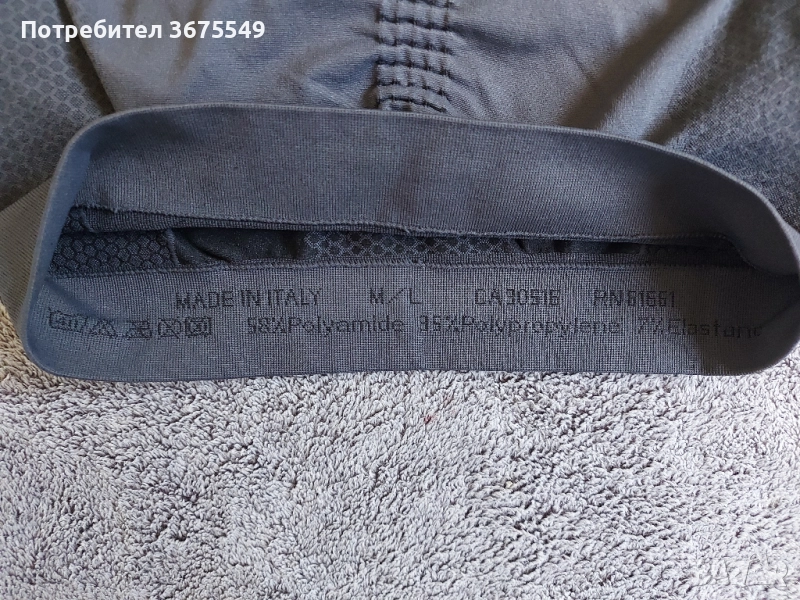 Потребител 3675549
MADE IN ITALY M/L CA30516 RN61661
58%Polyamide 35%Polypropylene 7%Elastane